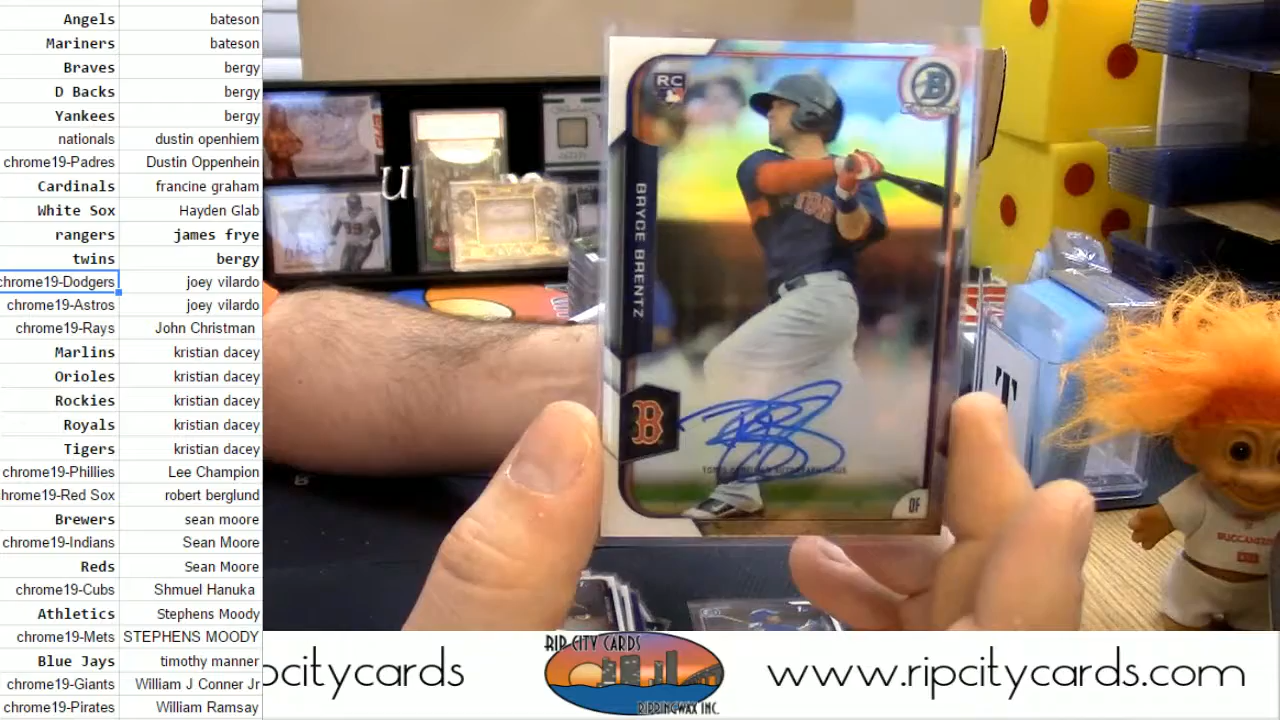 Angels bateson
Mariners bateson
Braves bergy
D Backs bergy
Yankees bergy
nationals dustin openhiem
chrome19-Padres Dustin Oppenhein
Cardinals francine graham
White Sox Hayden Glab
rangers james frye
twins bergy
chrome19-Dodgers joey vilardo
chrome19-Astros joey vilardo
chrome19-Rays John Christman
Marlins kristian dacey
Orioles kristian dacey
Rockies kristian dacey
Royals kristian dacey
Tigers kristian dacey
chrome19-Phillies Lee Champion
chrome19-Red Sox robert berglund
Brewers sean moore
chrome19-Indians Sean Moore
Reds Sean Moore
chrome19-Cubs Shmuel Hanuka
Athletics Stephens Moody
chrome19-Mets STEPHENS MOODY
Blue Jays timothy manner
chrome19-Giants William J Conner Jr
chrome19-Pirates William Ramsay
RC
B
BRYCE BRENTZ
B
OF
T
99
BUCCANEERS
pcitycards
RIP CITY CARDS
RIPPINGWAX INC.
www.ripcitycards.com